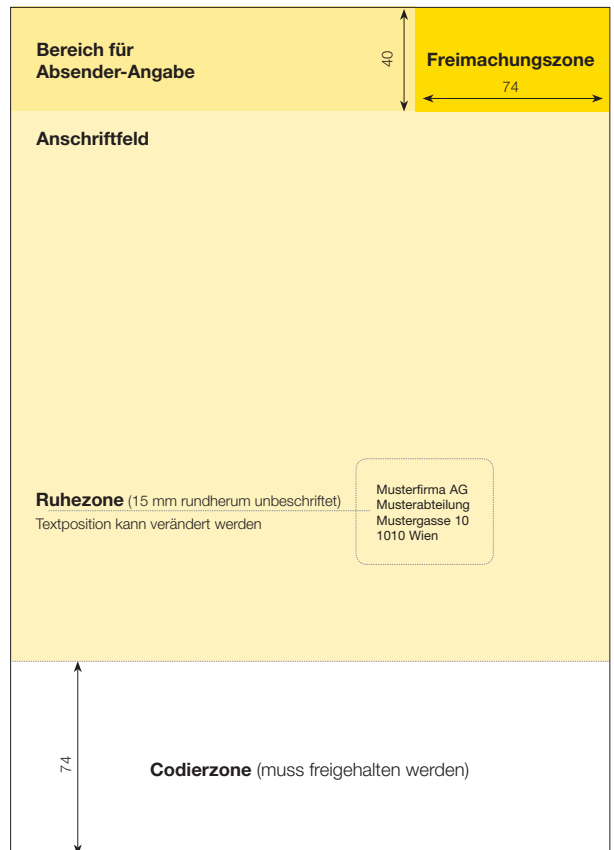 Bereich für
Absender-Angabe
40
Freimachungszone
74
Anschriftfeld
Ruhezone (15 mm rundherum unbeschriftet)
Textposition kann verändert werden
Musterfirma AG
Musterabteilung
Mustergasse 10
1010 Wien
74
Codierzone (muss freigehalten werden)